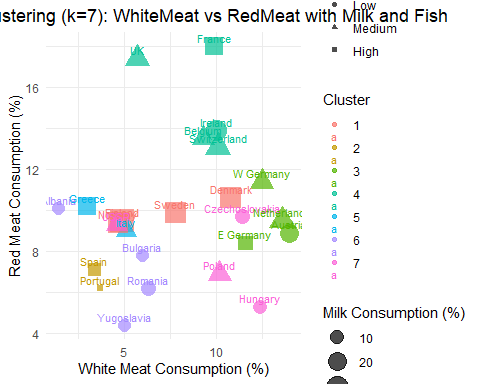 ustering (k=7): WhiteMeat vs RedMeat with Milk and Fish
Low
Medium
High
France
UK
Ireland
Belgium
Switzerland
W Germany
Denmark
Albania
Greece
Sweden
Czechoslovakia
Netherlands
Italy
E Germany
Austria
Bulgaria
Spain
Poland
Portugal
Romania
Hungary
Yugoslavia
16
12
8
4
5
10
Red Meat Consumption (%)
White Meat Consumption (%)
Cluster
a 1
a 2
a 3
a 4
a 5
a 6
a 7
Milk Consumption (%)
10
20